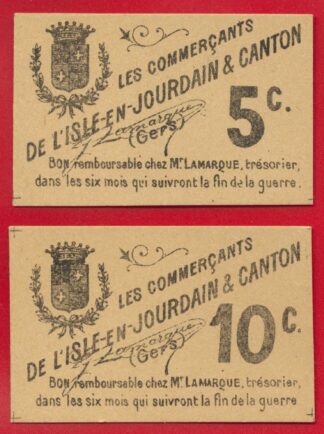 LES COMMERÇANTS
DE L'ISLE-EN-JOURDAIN & CANTON
Lamarque
(Gers)
5 C.
BON remboursable chez Mr. LAMARQUE, trésorier,
dans les six mois qui suivront la fin de la guerre.
LES COMMERÇANTS
DE L'ISLE-EN-JOURDAIN & CANTON
Lamarque
(Gers)
10 C.
BON remboursable chez Mr. LAMARQUE, trésorier,
dans les six mois qui suivront la fin de la guerre